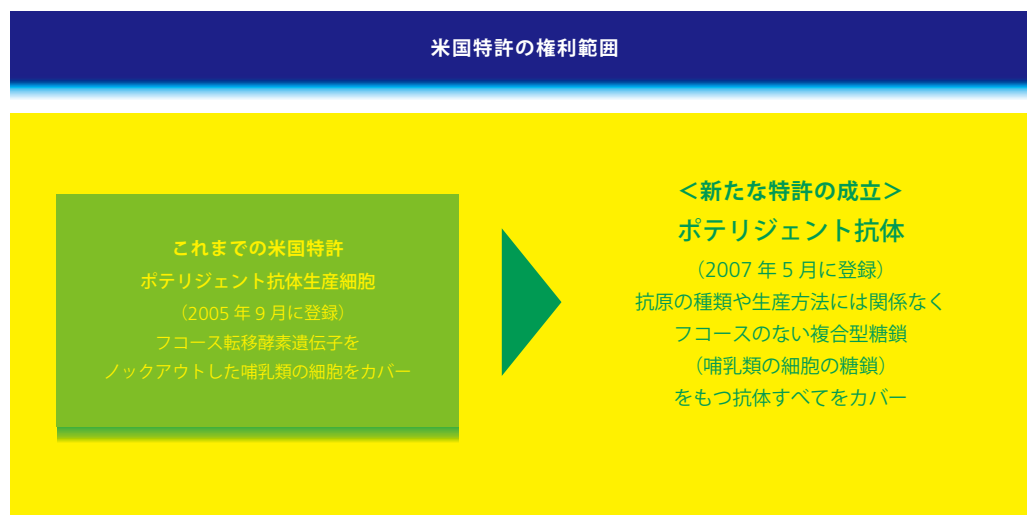 米国特許の権利範囲
これまでの米国特許
ポテリジェント抗体生産細胞
（2005 年 9 月に登録）
フコース転移酵素遺伝子を
ノックアウトした哺乳類の細胞をカバー
＜新たな特許の成立＞
ポテリジェント抗体
（2007 年 5 月に登録）
抗原の種類や生産方法には関係なく
フコースのない複合型糖鎖
（哺乳類の細胞の糖鎖）
をもつ抗体すべてをカバー